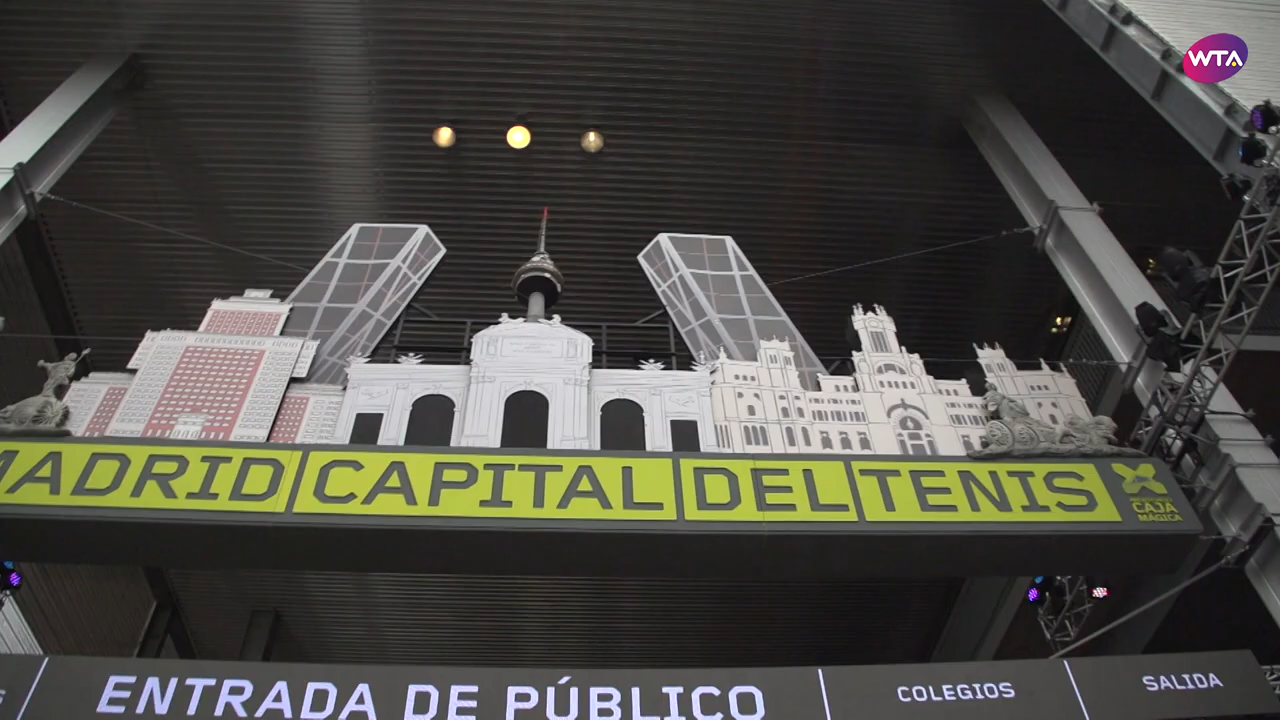 WTA
MADRID CAPITAL DEL TENIS
CAJA
MÁGICA
ENTRADA DE PÚBLICO
COLEGIOS
SALIDA